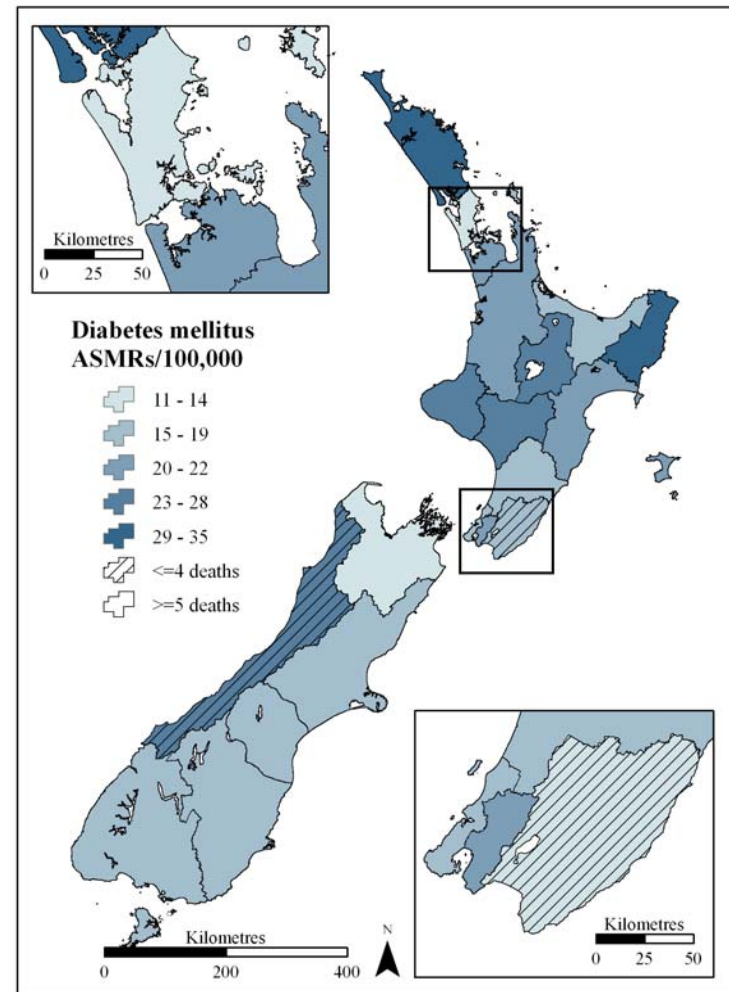 Kilometres
0 25 50
Diabetes mellitus
ASMRs/100,000
11 - 14
15 - 19
20 - 22
23 - 28
29 - 35
<=4 deaths
>=5 deaths
Kilometres
0 200 400
N
Kilometres
0 25 50